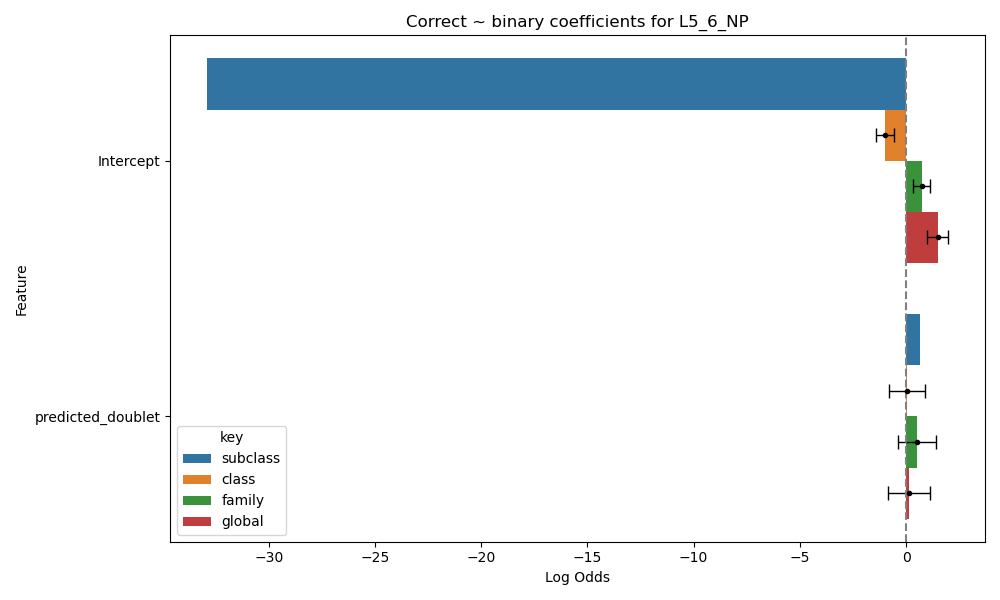 Correct ~ binary coefficients for L5_6_NP
Intercept
predicted_doublet
Feature
key
subclass
class
family
global
−30
−25
−20
−15
−10
−5
0
Log Odds